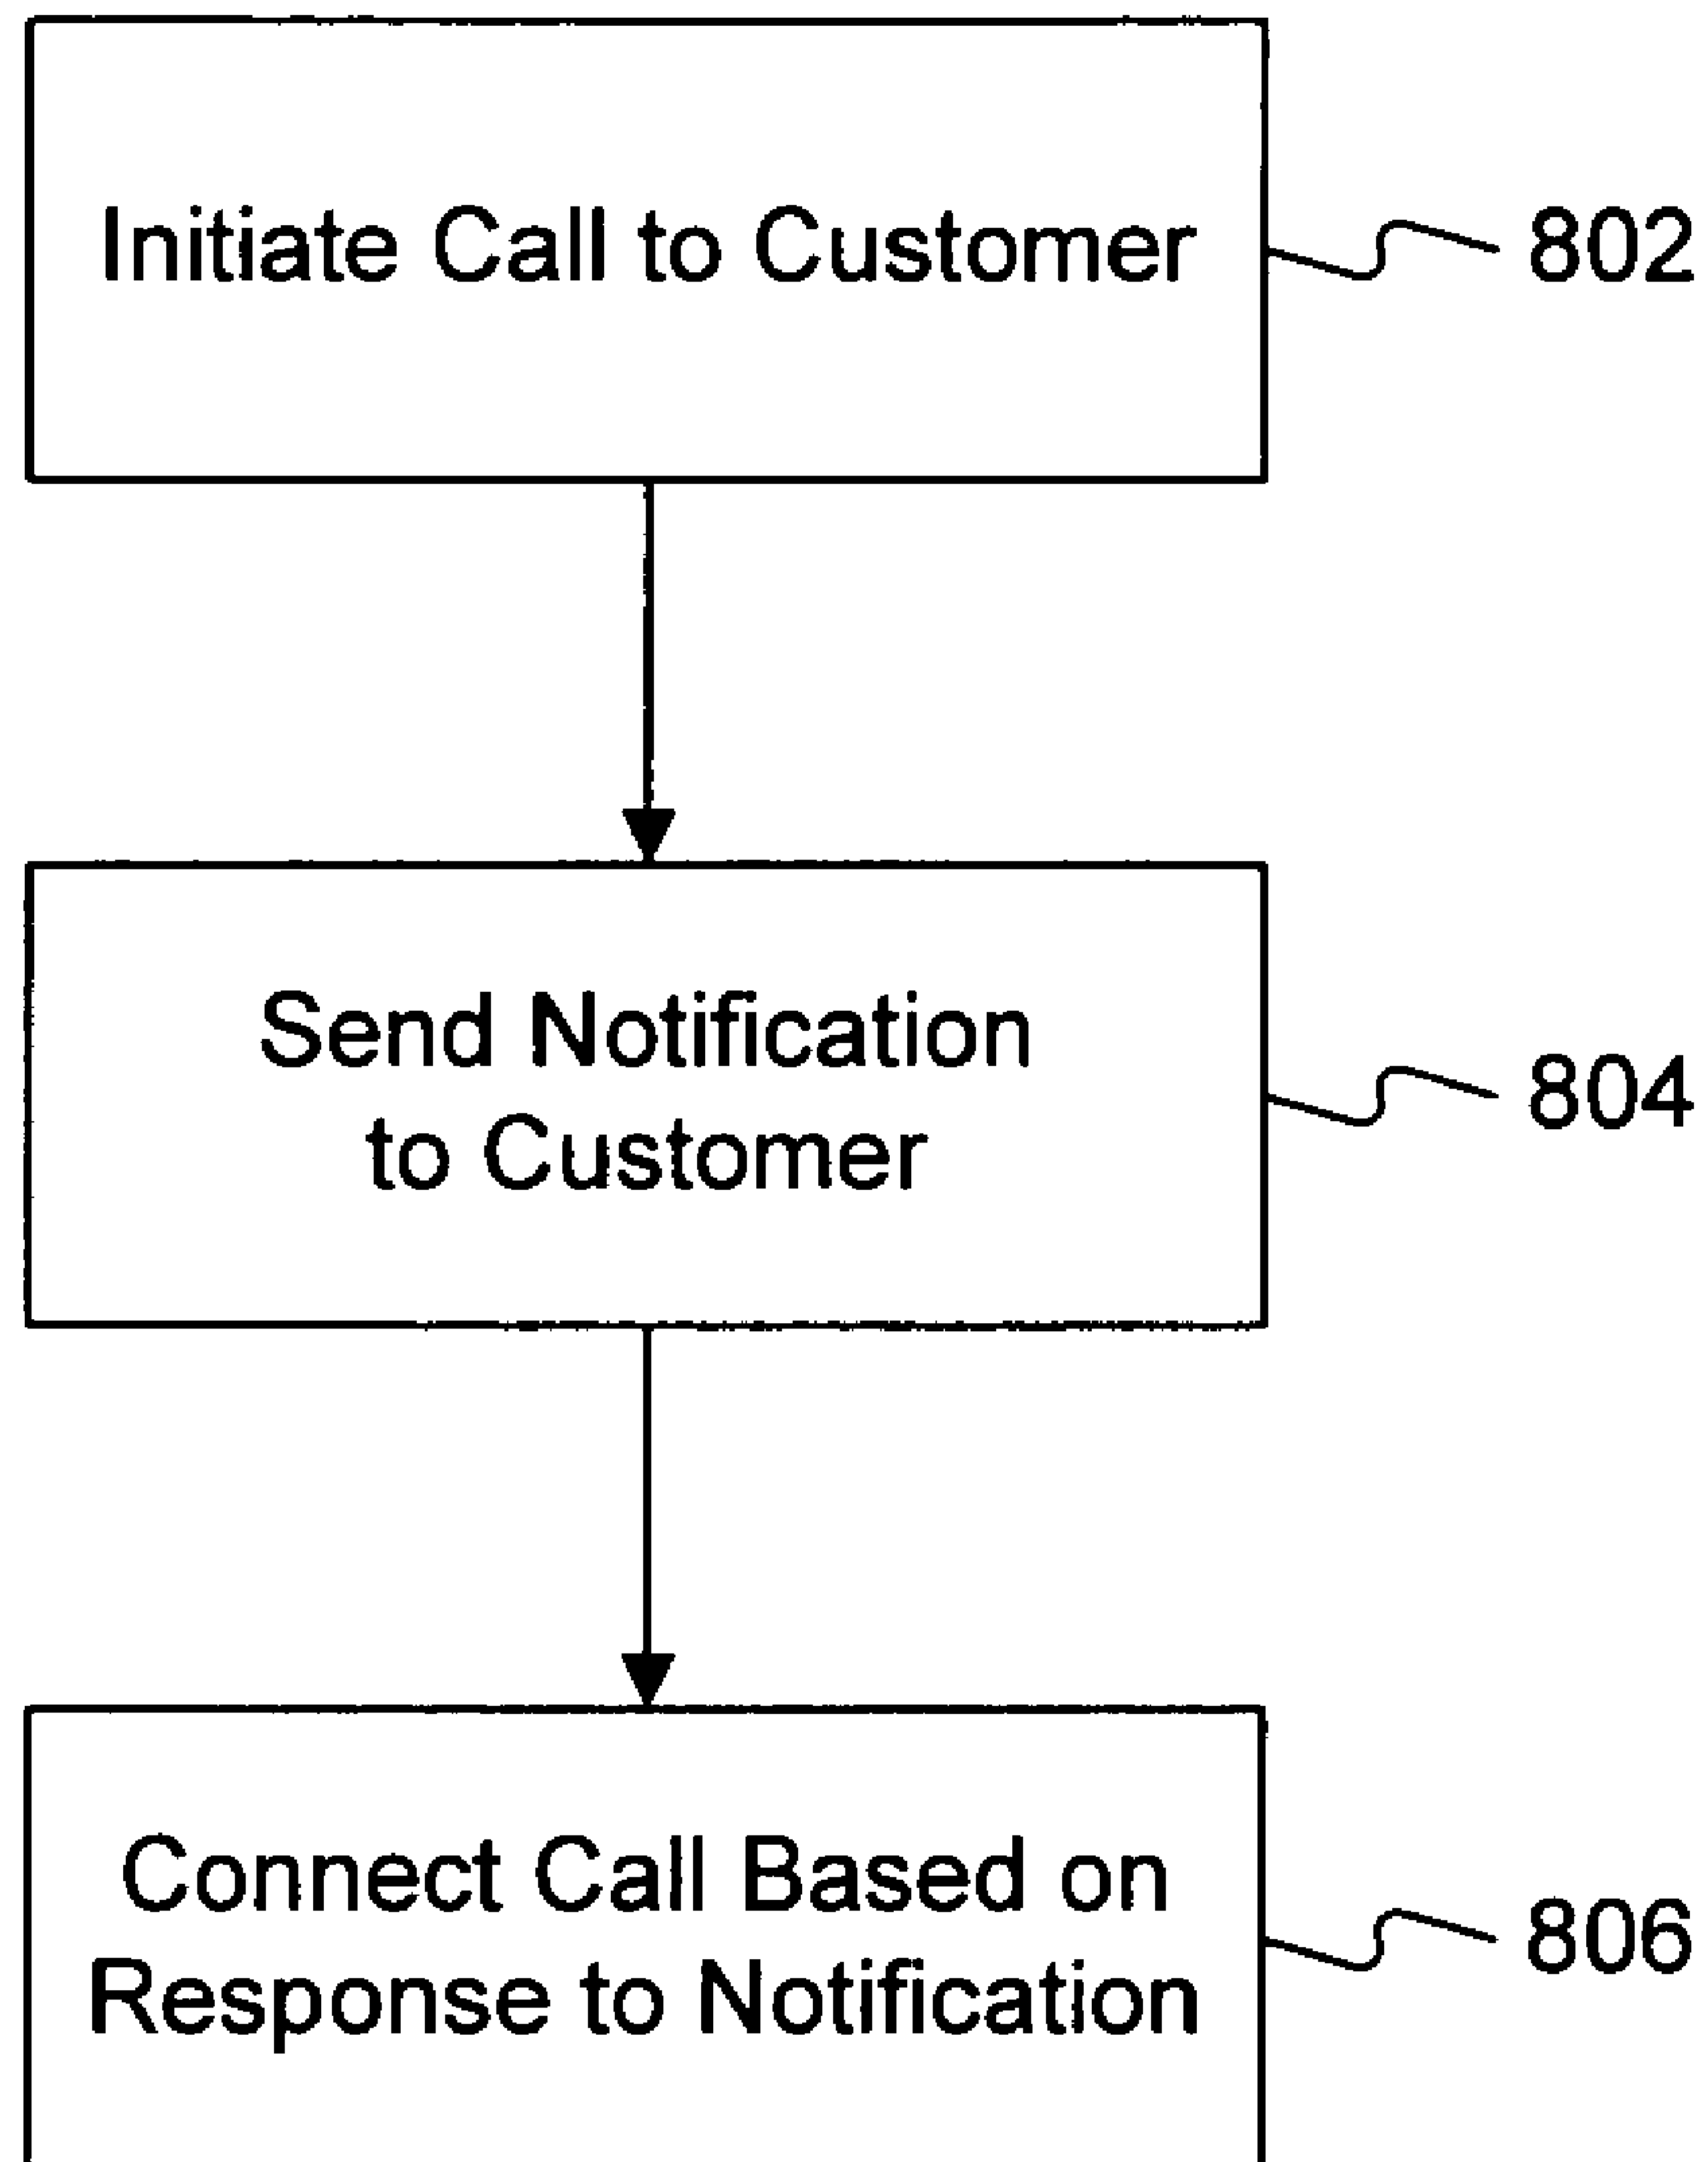 Initiate Call to Customer
802
Send Notification
to Customer
804
Connect Call Based on
Response to Notification
806